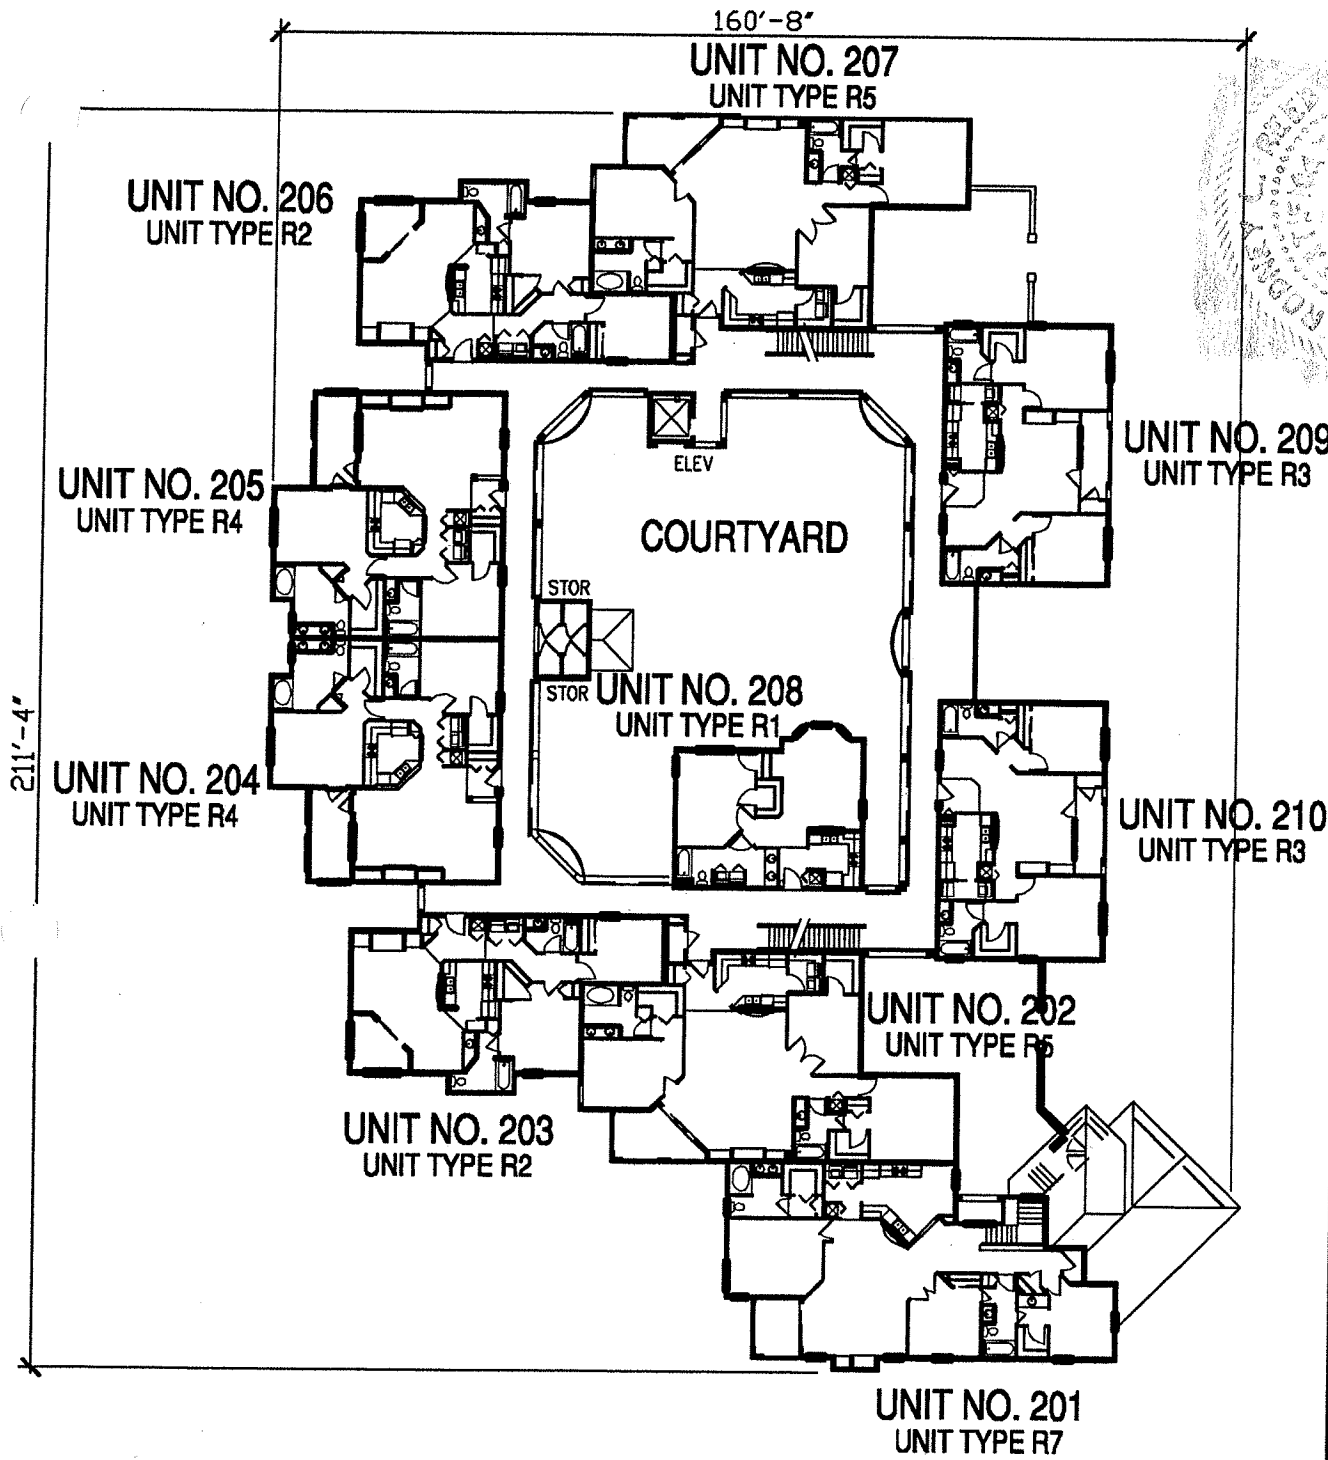 160'-8"
UNIT NO. 207
UNIT TYPE R5
UNIT NO. 206
UNIT TYPE R2
UNIT NO. 209
UNIT TYPE R3
ELEV
UNIT NO. 205
UNIT TYPE R4
COURTYARD
STOR
STOR
UNIT NO. 208
UNIT TYPE R1
211'-4"
UNIT NO. 204
UNIT TYPE R4
UNIT NO. 210
UNIT TYPE R3
UNIT NO. 202
UNIT TYPE R5
UNIT NO. 203
UNIT TYPE R2
UNIT NO. 201
UNIT TYPE R7